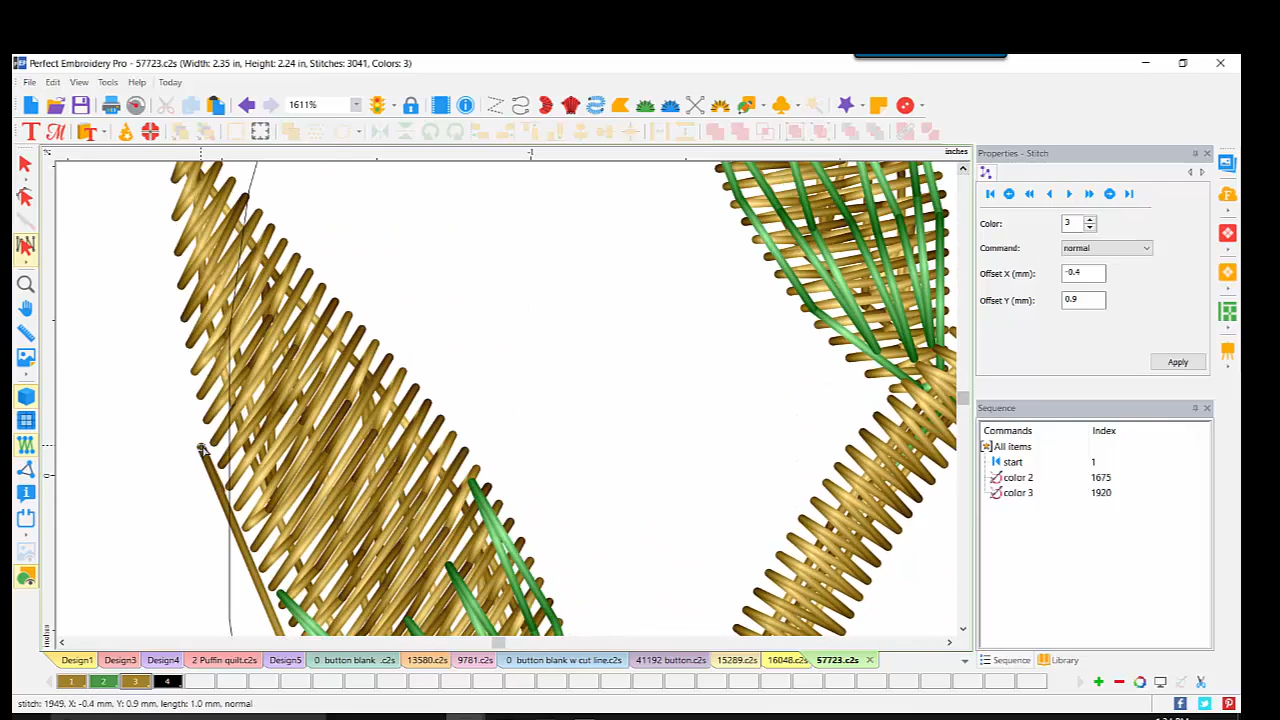 Perfect Embroidery Pro - 57723.c2s (Width: 2.35 in, Height: 2.24 in, Stitches: 3041, Colors: 3)
File Edit View Tools Help Today
1611%
% -1 inches
Properties - Stitch
Color: 3
Command: normal
Offset X (mm): -0.4
Offset Y (mm): 0.9
Apply
Sequence
Commands Index
All items
start 1
color 2 1675
color 3 1920
0
inches
Design1 Design3 Design4 2 Puffin quilt.c2s Design5 0 button blank .c2s 13580.c2s 9781.c2s 0 button blank w cut line.c2s 41192 button.c2s 15289.c2s 16048.c2s 57723.c2s
Sequence Library
1 2 3 4
stitch: 1949, X: -0.4 mm, Y: 0.9 mm, length: 1.0 mm, normal